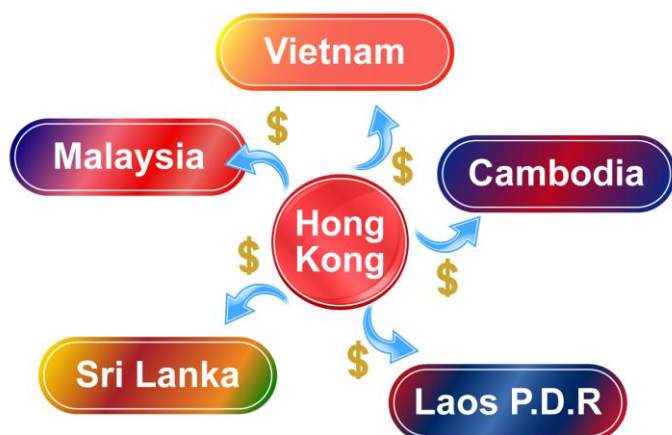 Vietnam
$
Malaysia
$
Cambodia
Hong
Kong
$
$
Sri Lanka
$
Laos P.D.R